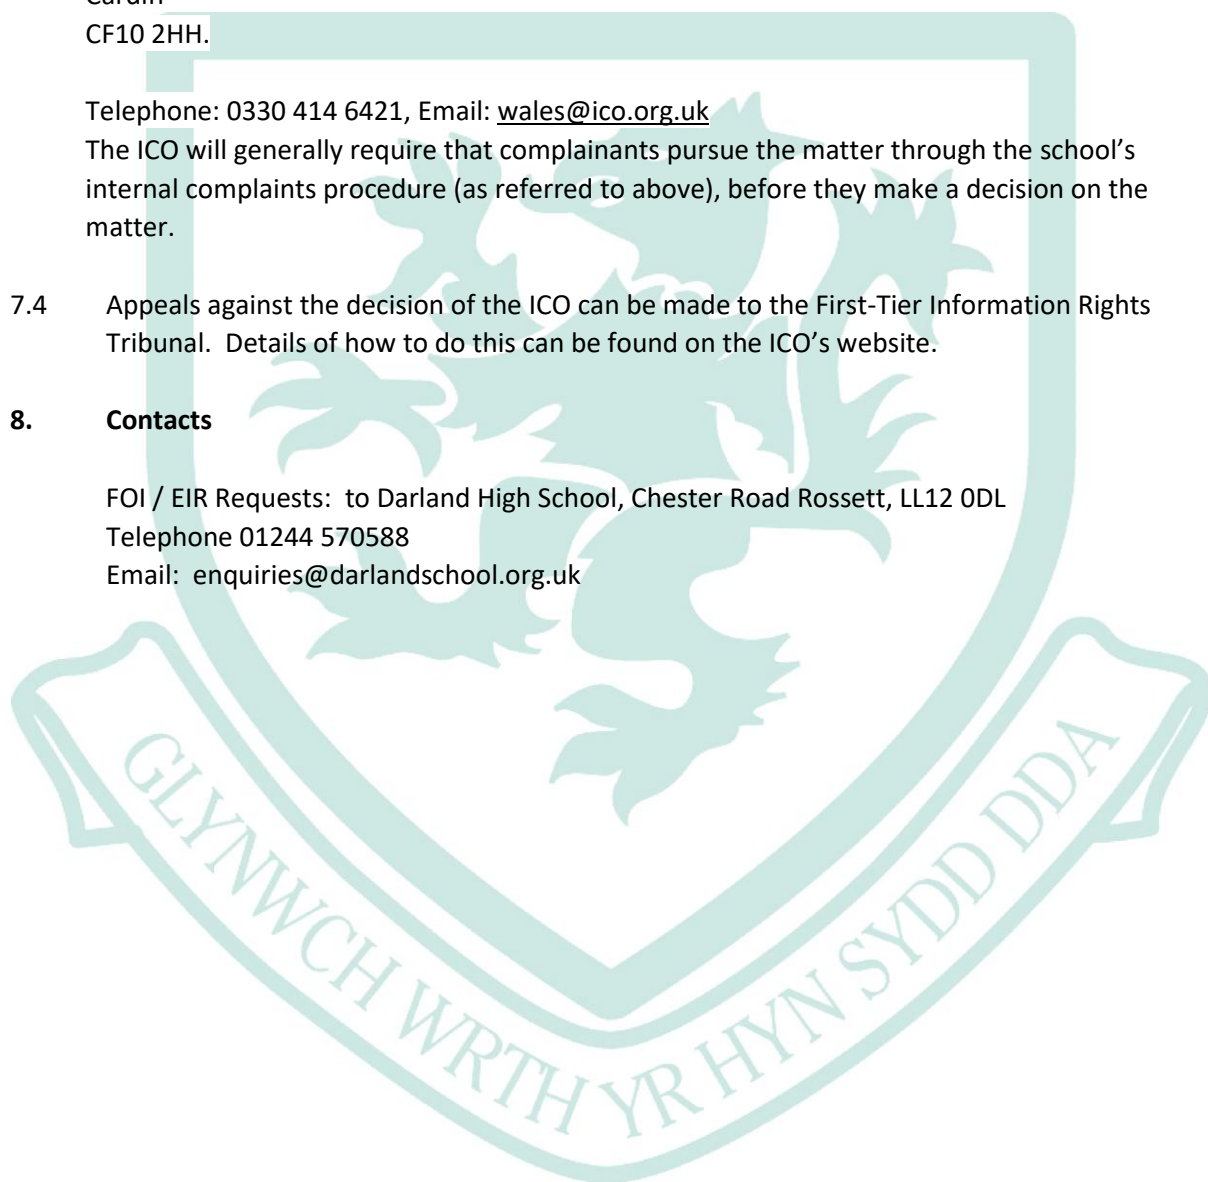 Cardiff
CF10 2HH.
Telephone: 0330 414 6421, Email: wales@ico.org.uk
The ICO will generally require that complainants pursue the matter through the school’s
internal complaints procedure (as referred to above), before they make a decision on the
matter.
7.4 Appeals against the decision of the ICO can be made to the First-Tier Information Rights
Tribunal. Details of how to do this can be found on the ICO’s website.
8. Contacts
FOI / EIR Requests: to Darland High School, Chester Road Rossett, LL12 0DL
Telephone 01244 570588
Email: enquiries@darlandschool.org.uk
GLYNWCH WRTH YR HYN SYDD DDA